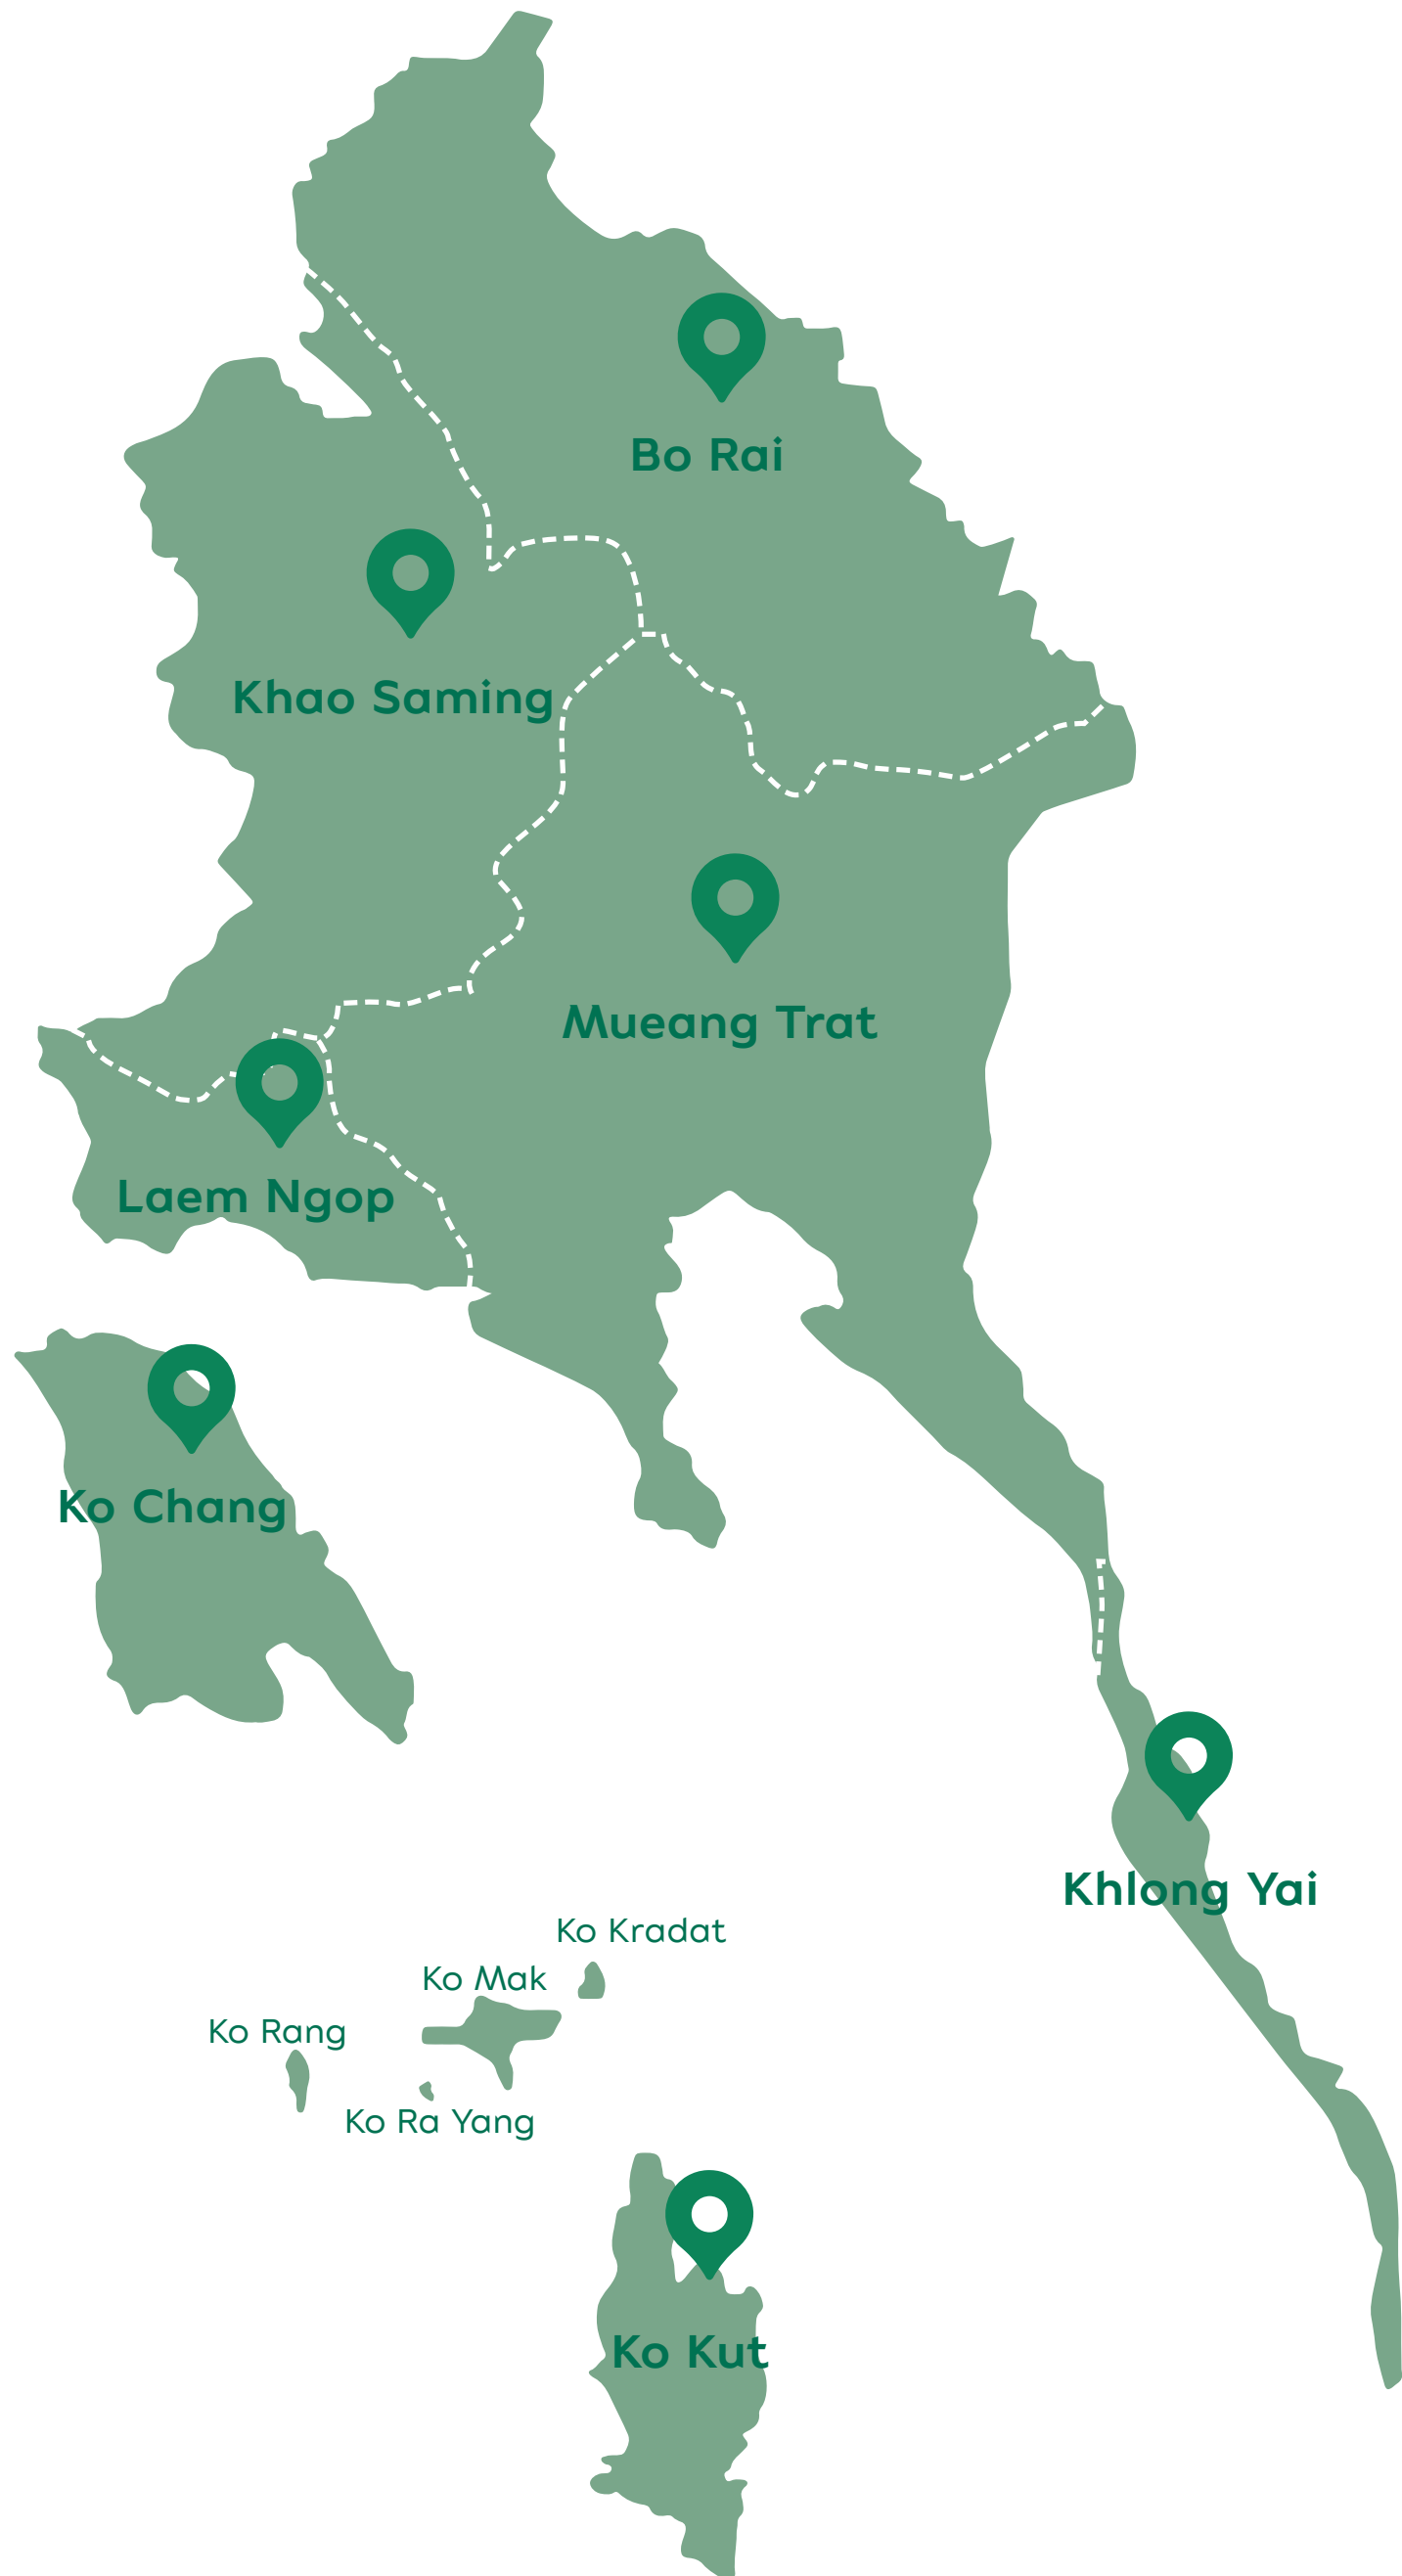 Bo Rai
Khao Saming
Mueang Trat
Laem Ngop
Ko Chang
Khlong Yai
Ko Kradat
Ko Mak
Ko Rang
Ko Ra Yang
Ko Kut